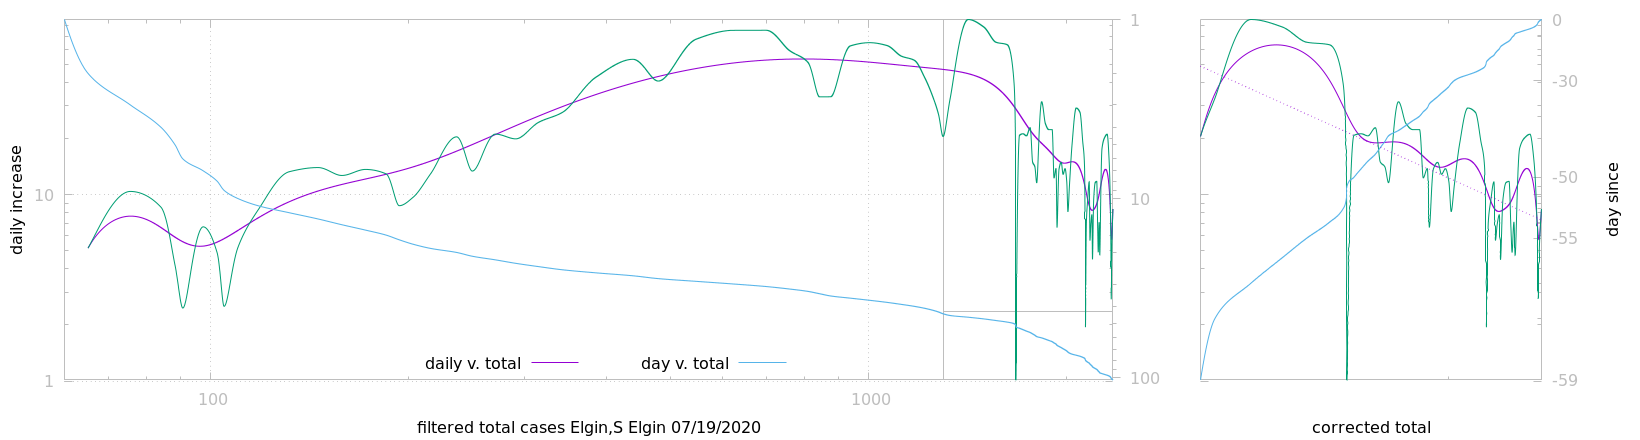 daily increase
10
1
100
1000
daily v. total
day v. total
1
10
100
filtered total cases Elgin,S Elgin 07/19/2020
0
-30
-50
-55
-59
day since
corrected total